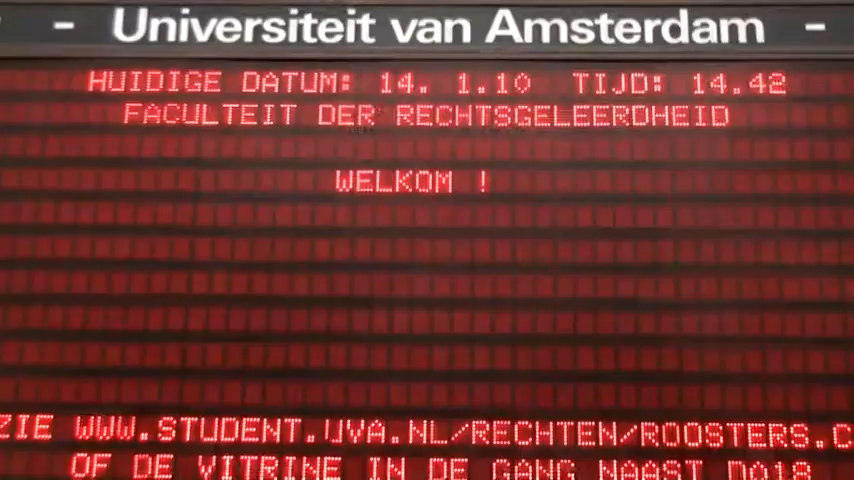 - Universiteit van Amsterdam -
HUIDIGE DATUM: 14. 1.10 TIJD: 14.42
FACULTEIT DER RECHTSGELEERDHEID
WELKOM !
ZIE WWW.STUDENT.UVA.NL/RECHTEN/ROOSTERS.C
OF DE VITRINE IN DE GANG NAAST